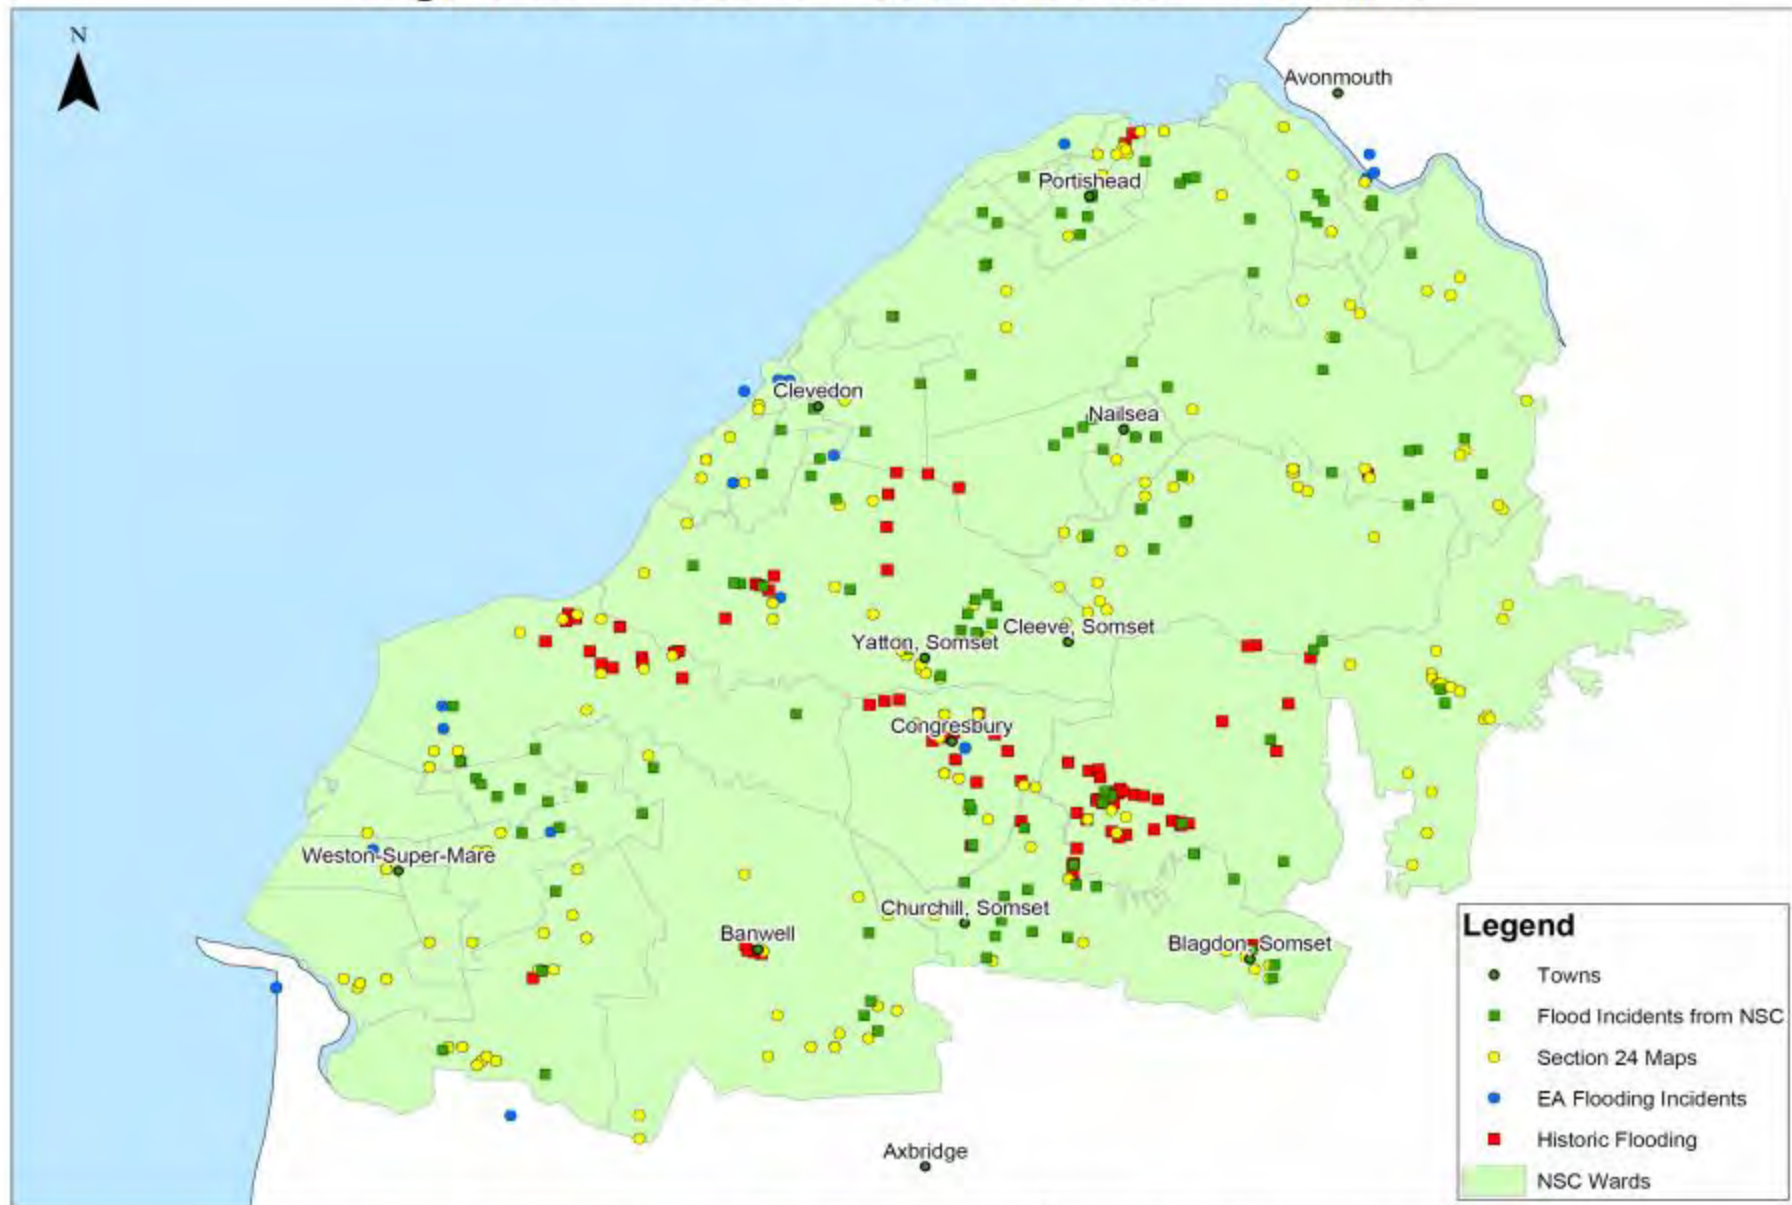 N
Avonmouth
Portishead
Clevedon
Nailsea
Yatton, Somset
Cleeve, Somset
Congresbury
Weston-Super-Mare
Churchill, Somset
Banwell
Blagdon, Somset
Axbridge
Legend
Towns
Flood Incidents from NSC
Section 24 Maps
EA Flooding Incidents
Historic Flooding
NSC Wards